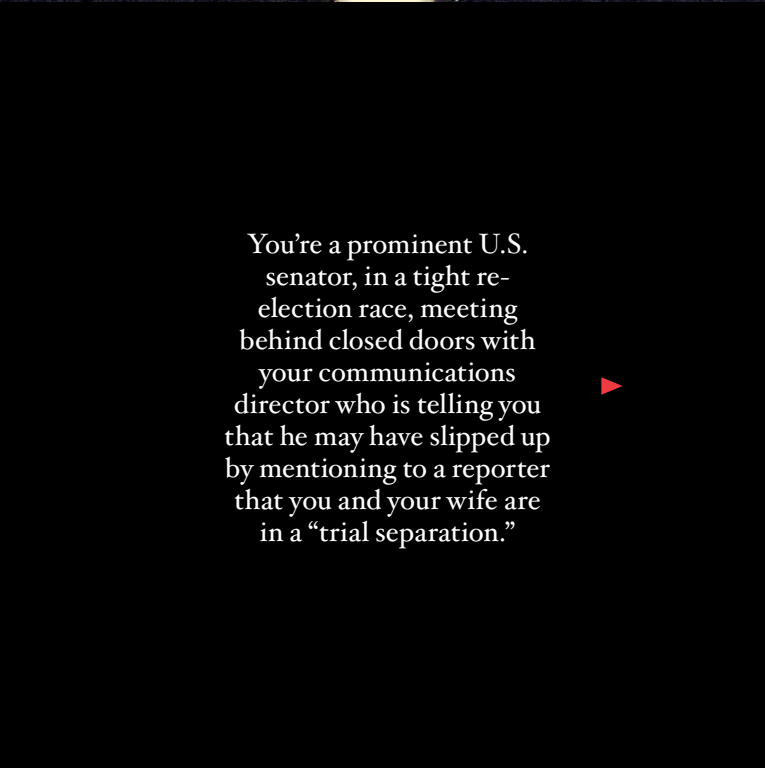 You’re a prominent U.S.
senator, in a tight re-
election race, meeting
behind closed doors with
your communications
director who is telling you
that he may have slipped up
by mentioning to a reporter
that you and your wife are
in a “trial separation.”